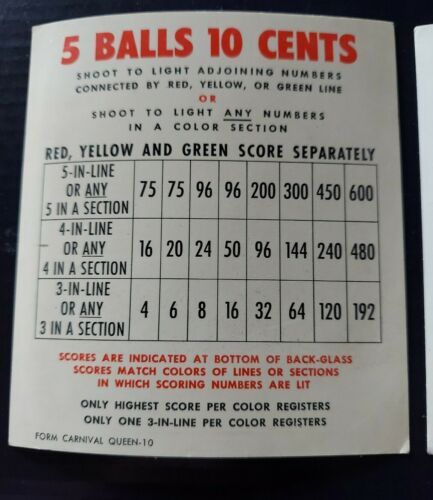 5 BALLS 10 CENTS
SHOOT TO LIGHT ADJOINING NUMBERS
CONNECTED BY RED, YELLOW, OR GREEN LINE
OR
SHOOT TO LIGHT ANY NUMBERS
IN A COLOR SECTION
RED, YELLOW AND GREEN SCORE SEPARATELY
5-IN-LINE
OR ANY
5 IN A SECTION
75 75 96 96 200 300 450 600
4-IN-LINE
OR ANY
4 IN A SECTION
16 20 24 50 96 144 240 480
3-IN-LINE
OR ANY
3 IN A SECTION
4 6 8 16 32 64 120 192
SCORES ARE INDICATED AT BOTTOM OF BACK-GLASS
SCORES MATCH COLORS OF LINES OR SECTIONS
IN WHICH SCORING NUMBERS ARE LIT
ONLY HIGHEST SCORE PER COLOR REGISTERS
ONLY ONE 3-IN-LINE PER COLOR REGISTERS
FORM CARNIVAL QUEEN-10